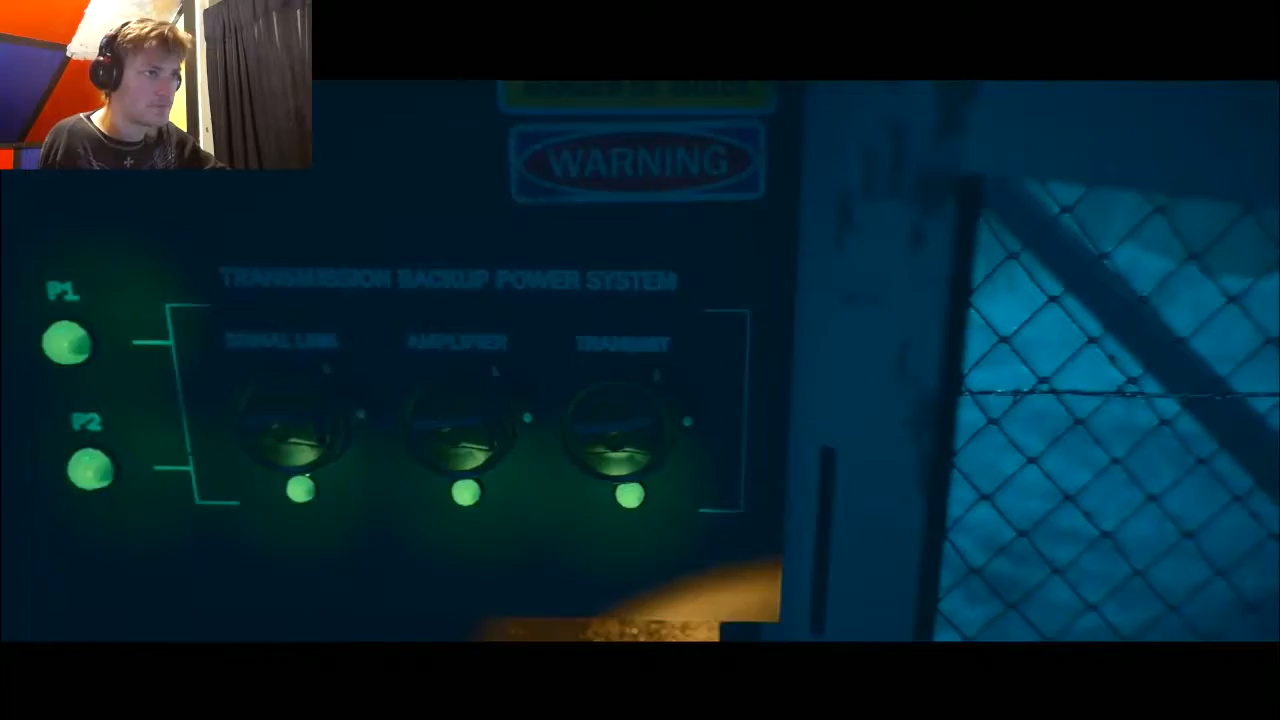 WARNING
TRANSMISSION BACKUP POWER SYSTEM
P1
SIGNAL LINK AMPLIFIER TRANSMIT
P2